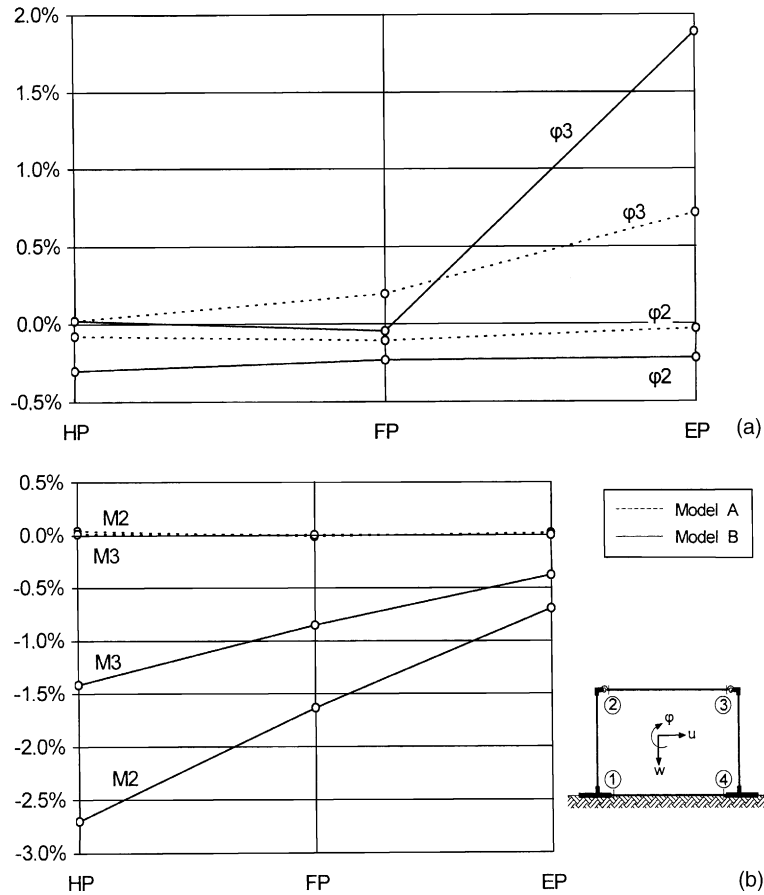 2.0%
1.5%
φ3
1.0%
φ3
0.5%
φ2
0.0%
φ2
-0.5%
HP FP EP (a)
0.5%
M2
0.0%
M3
Model A
Model B
-0.5%
-1.0%
M3
-1.5%
2 3
φ
u
-2.0%
w
M2
1 4
-2.5%
-3.0%
HP FP EP (b)